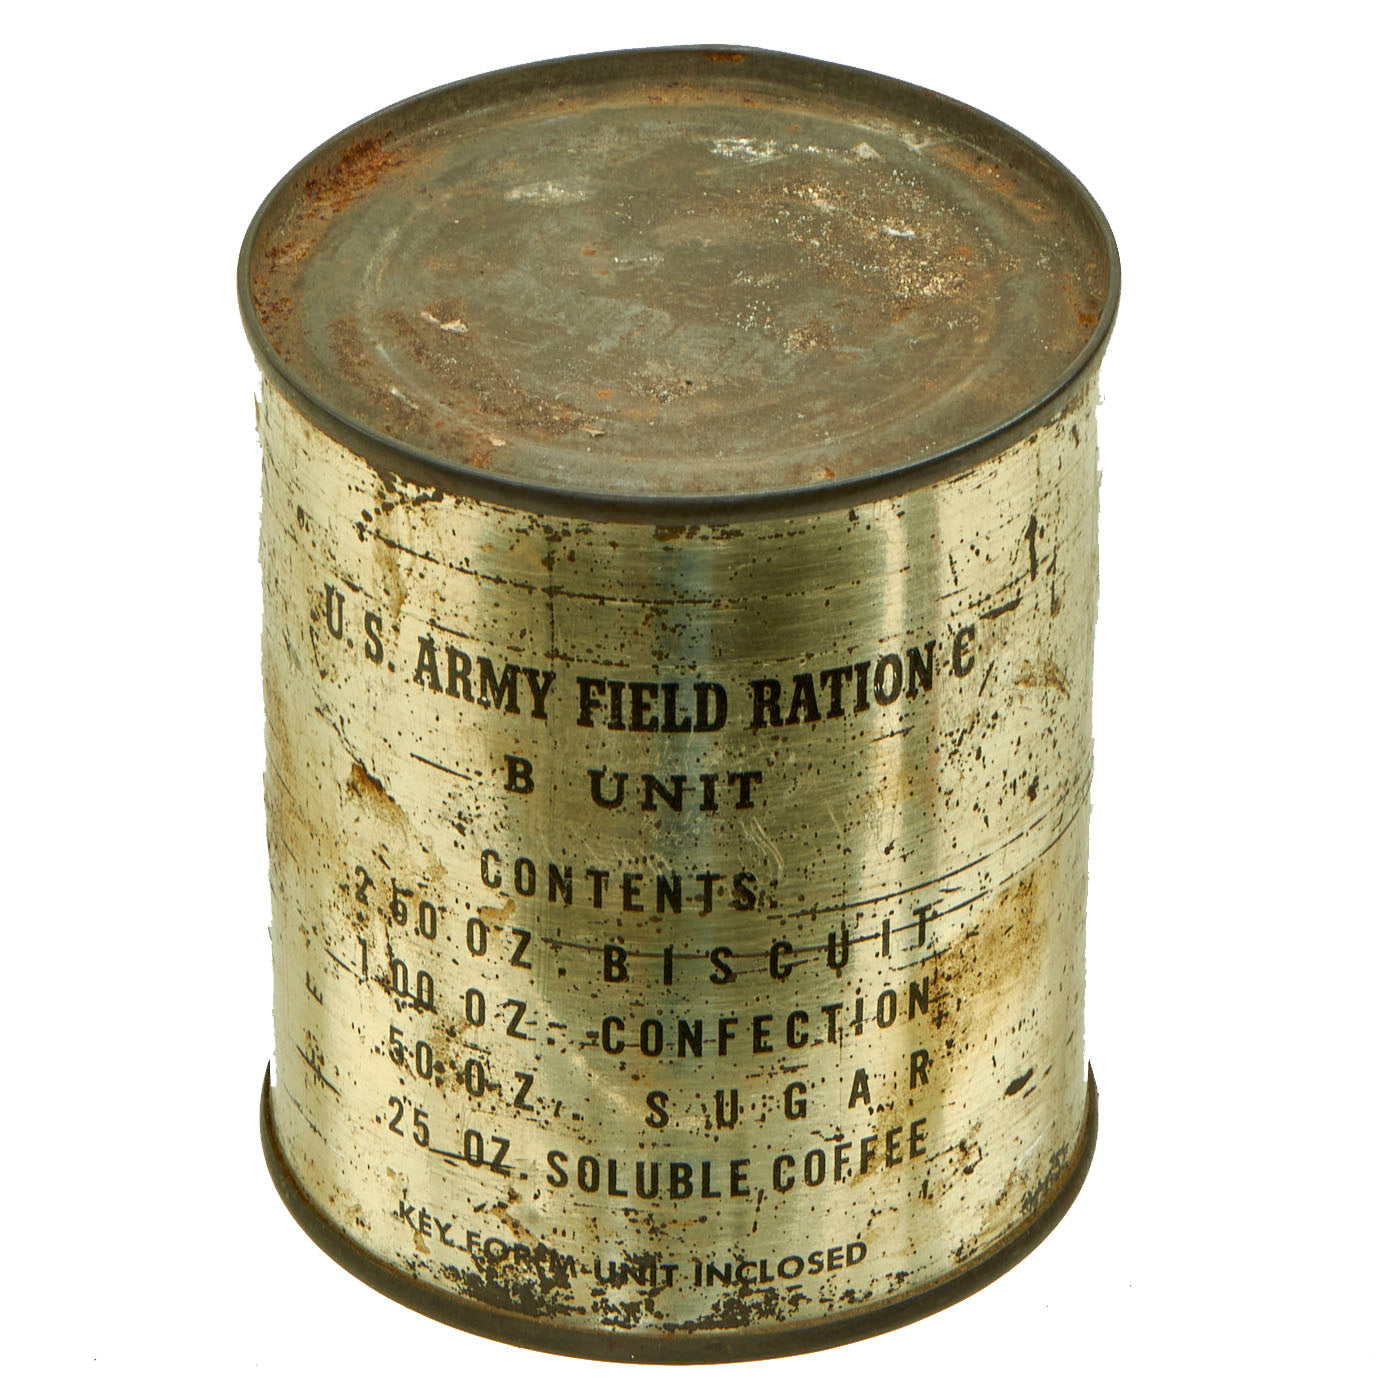 U.S. ARMY FIELD RATION C
B UNIT
CONTENTS
2.50 OZ. BISCUIT
1.00 OZ. CONFECTION
.50 OZ. SUGAR
.25 OZ. SOLUBLE COFFEE
KEY FOR M-UNIT INCLOSED